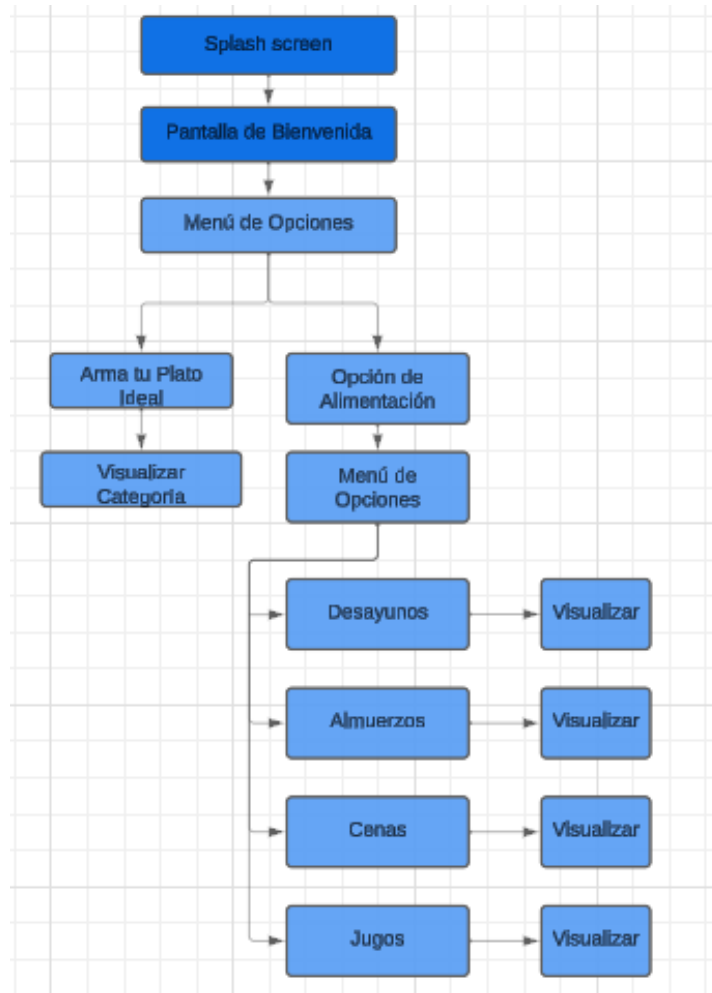 Splash screen
Pantalla de Bienvenida
Menú de Opciones
Arma tu Plato
Ideal
Opción de
Alimentación
Visualizar
Categoría
Menú de
Opciones
Desayunos
Visualizar
Almuerzos
Visualizar
Cenas
Visualizar
Jugos
Visualizar